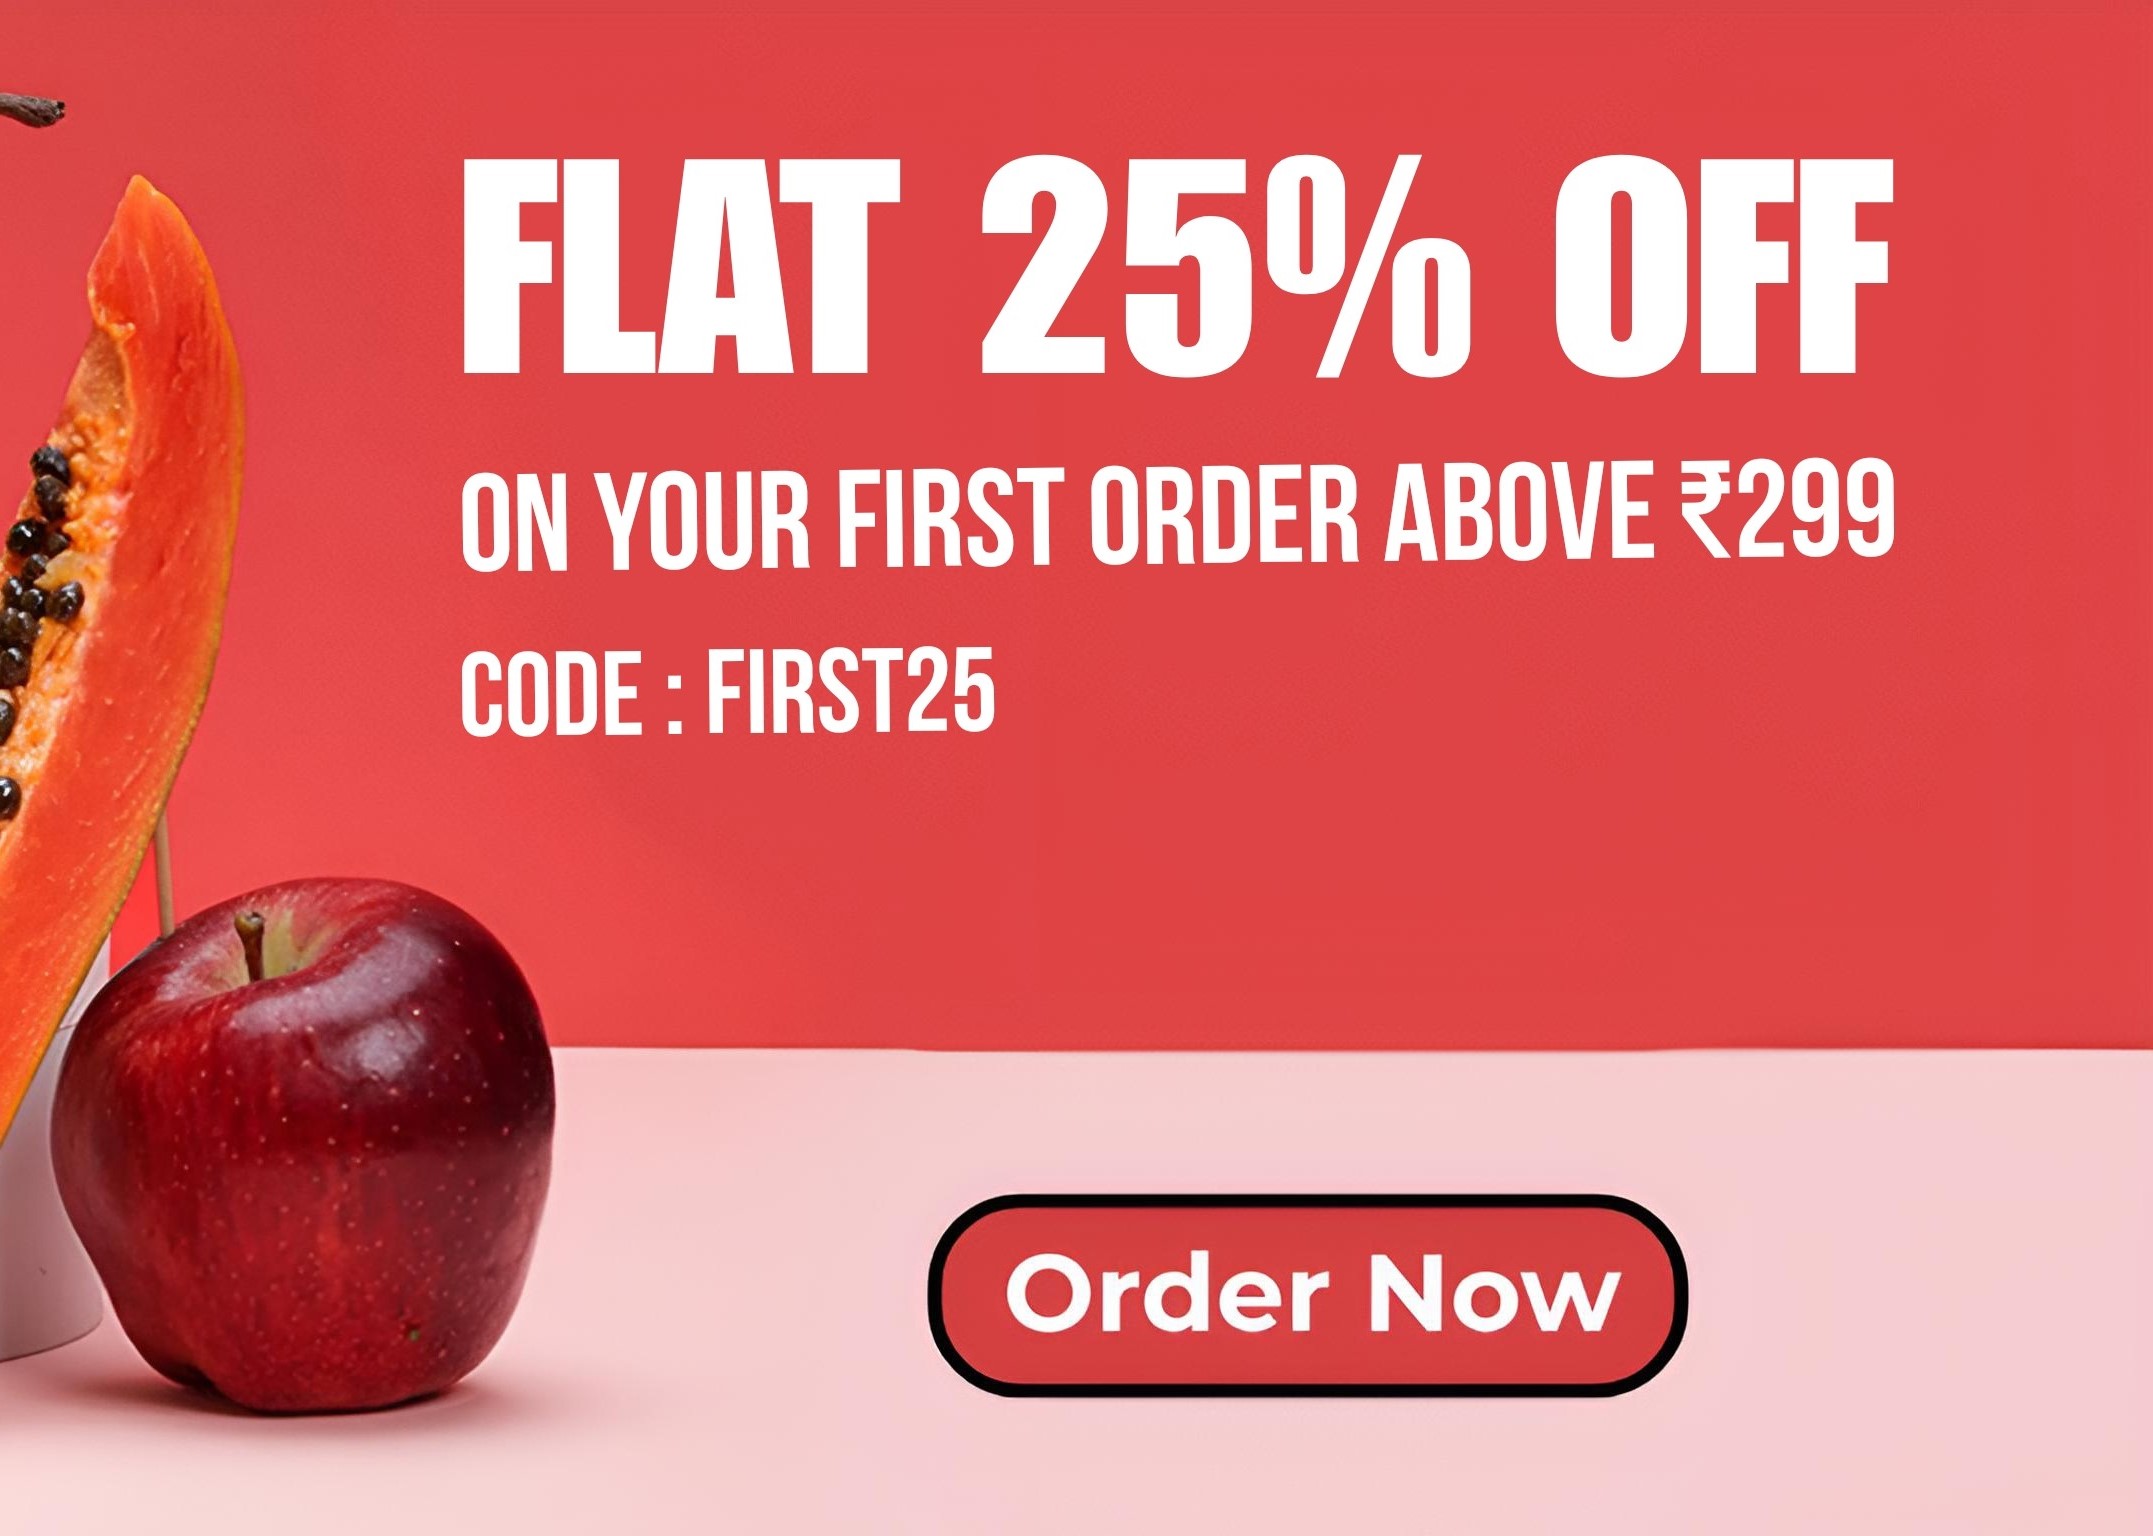 FLAT 25% OFF
ON YOUR FIRST ORDER ABOVE ₹299
CODE : FIRST25
Order Now